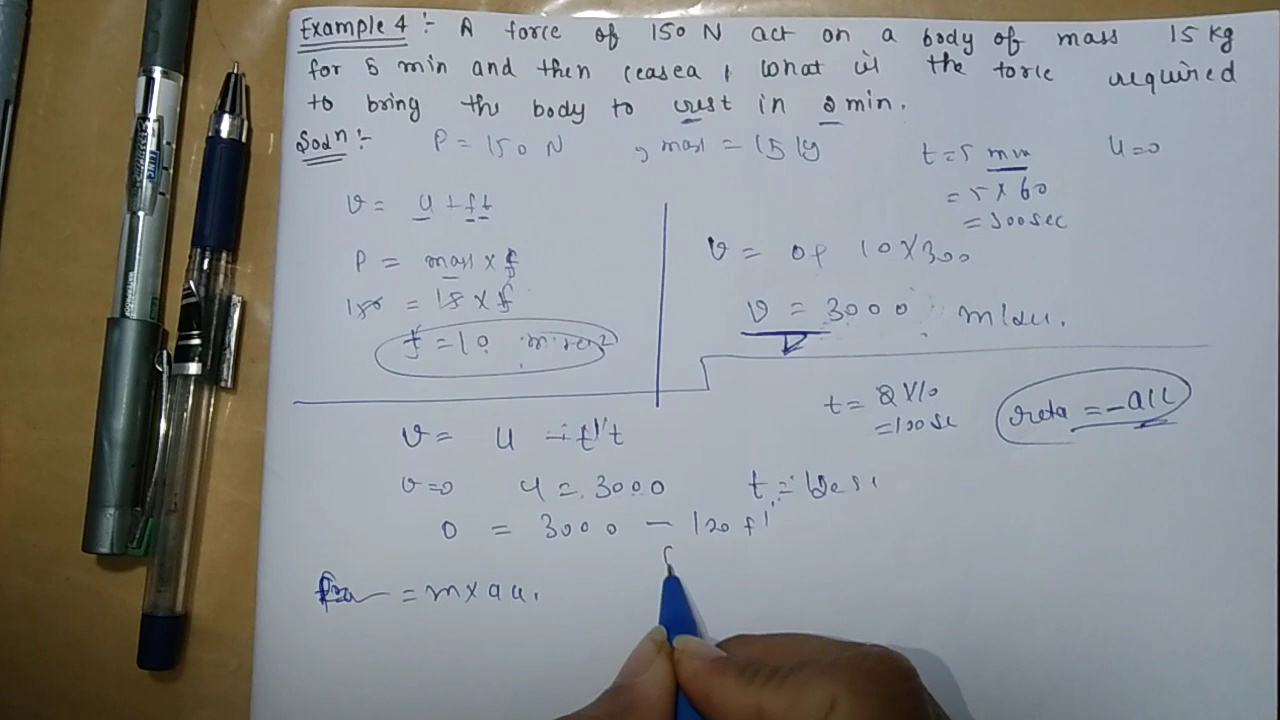 Example 4 :- A force of 150 N act on a body of mass 15 kg
for 5 min and then ceasea, what is the force required
to bring the body to rest in 2 min.
Soln :- P = 150 N , mass = 15 kg t = 5 min u = 0
= 5 x 60
= 300 sec
v = u + ft
P = mass x f
150 = 15 x f
f = 10 m/sec2
v = 0 + 10 x 300
v = 3000 m/sec.
t =
= 120 sec
reta = - acc
v = u - f't
v = 0 u = 3000 t = 120 sec
0 = 3000 - 120 f'
= m x acc.